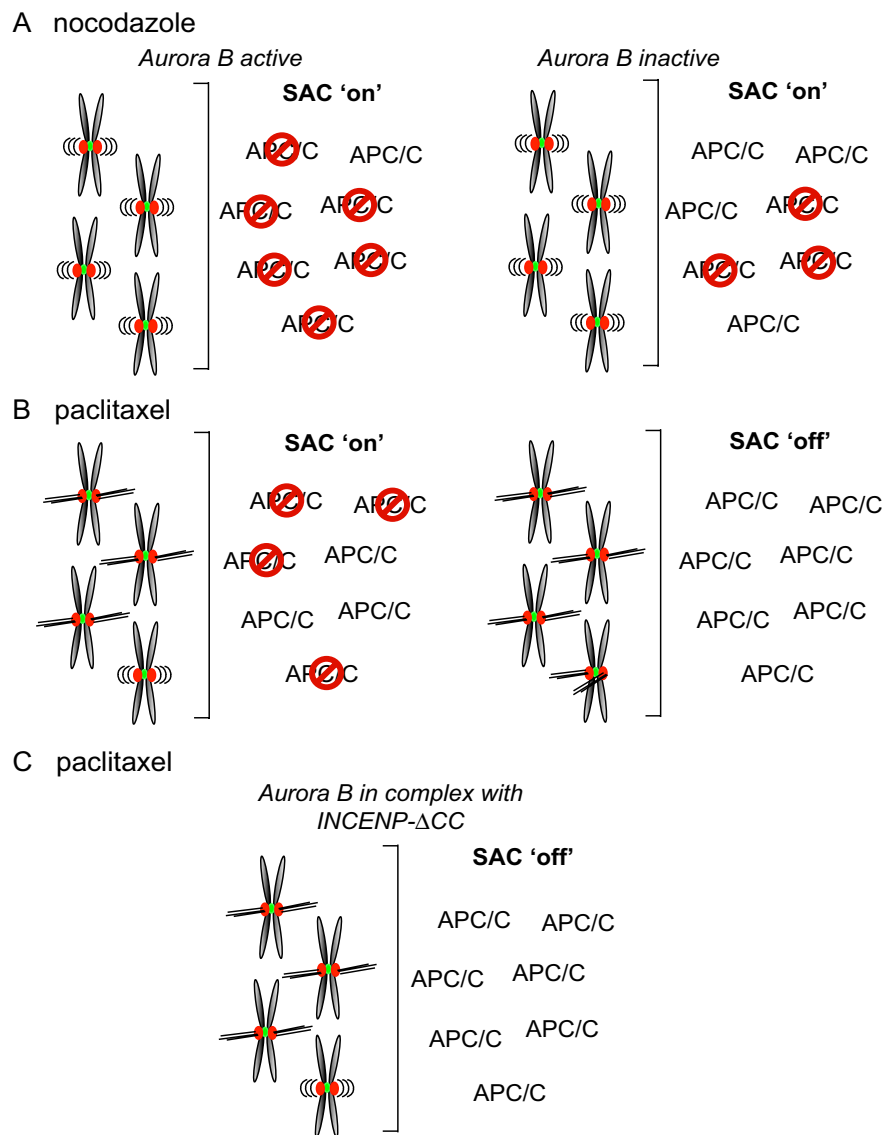 A nocodazole
Aurora B active
SAC ‘on’
APC/C APC/C
APC/C APC/C
APC/C APC/C
APC/C
Aurora B inactive
SAC ‘on’
APC/C APC/C
APC/C APC/C
APC/C APC/C
APC/C
B paclitaxel
SAC ‘on’
APC/C APC/C
APC/C APC/C
APC/C APC/C
APC/C
SAC ‘off’
APC/C APC/C
APC/C APC/C
APC/C APC/C
APC/C
C paclitaxel
Aurora B in complex with
INCENP-ΔCC
SAC ‘off’
APC/C APC/C
APC/C APC/C
APC/C APC/C
APC/C